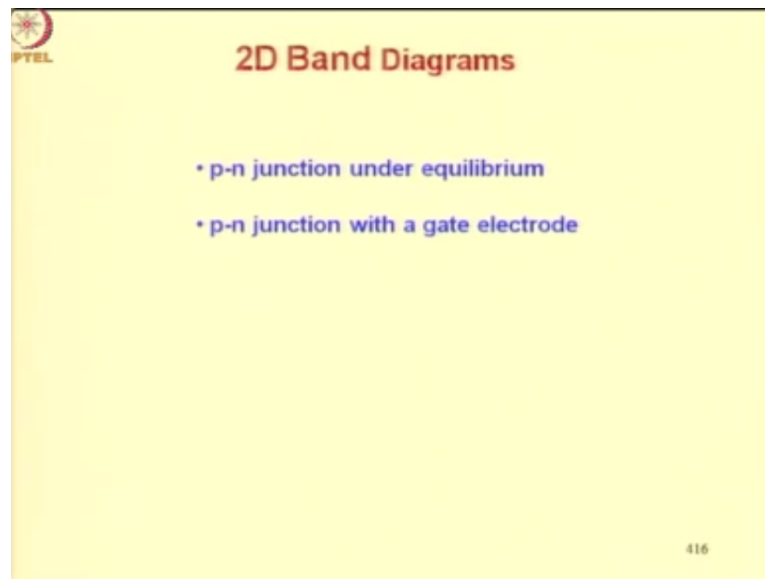 PTEL
2D Band Diagrams
• p-n junction under equilibrium
• p-n junction with a gate electrode
416